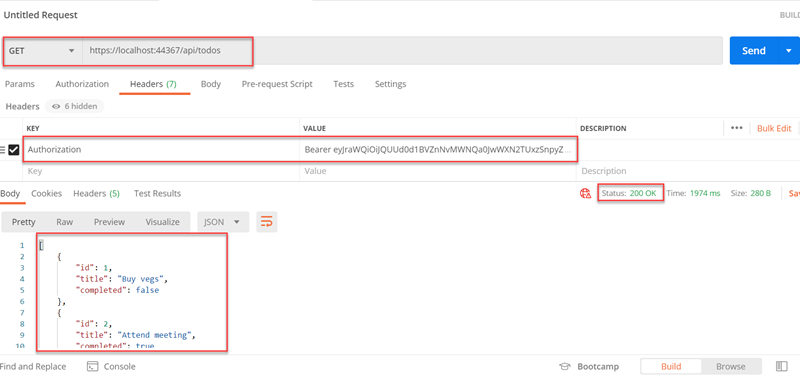 Untitled Request
BUILD
GET
https://localhost:44367/api/todos
Send
Params Authorization Headers (7) Body Pre-request Script Tests Settings
Headers 6 hidden
KEY VALUE DESCRIPTION ••• Bulk Edit
Authorization Bearer eyJraWQiOiJQUUd0d1BVZnNvMWNQa0JwWXN2TUxzSnpyZ...
Key Value Description
Body Cookies Headers (5) Test Results Status: 200 OK Time: 1974 ms Size: 280 B Sav
Pretty Raw Preview Visualize JSON
1 [
2 {
3 "id": 1,
4 "title": "Buy vegs",
5 "completed": false
6 },
7 {
8 "id": 2,
9 "title": "Attend meeting",
10 "completed": true
Find and Replace Console Bootcamp Build Browse